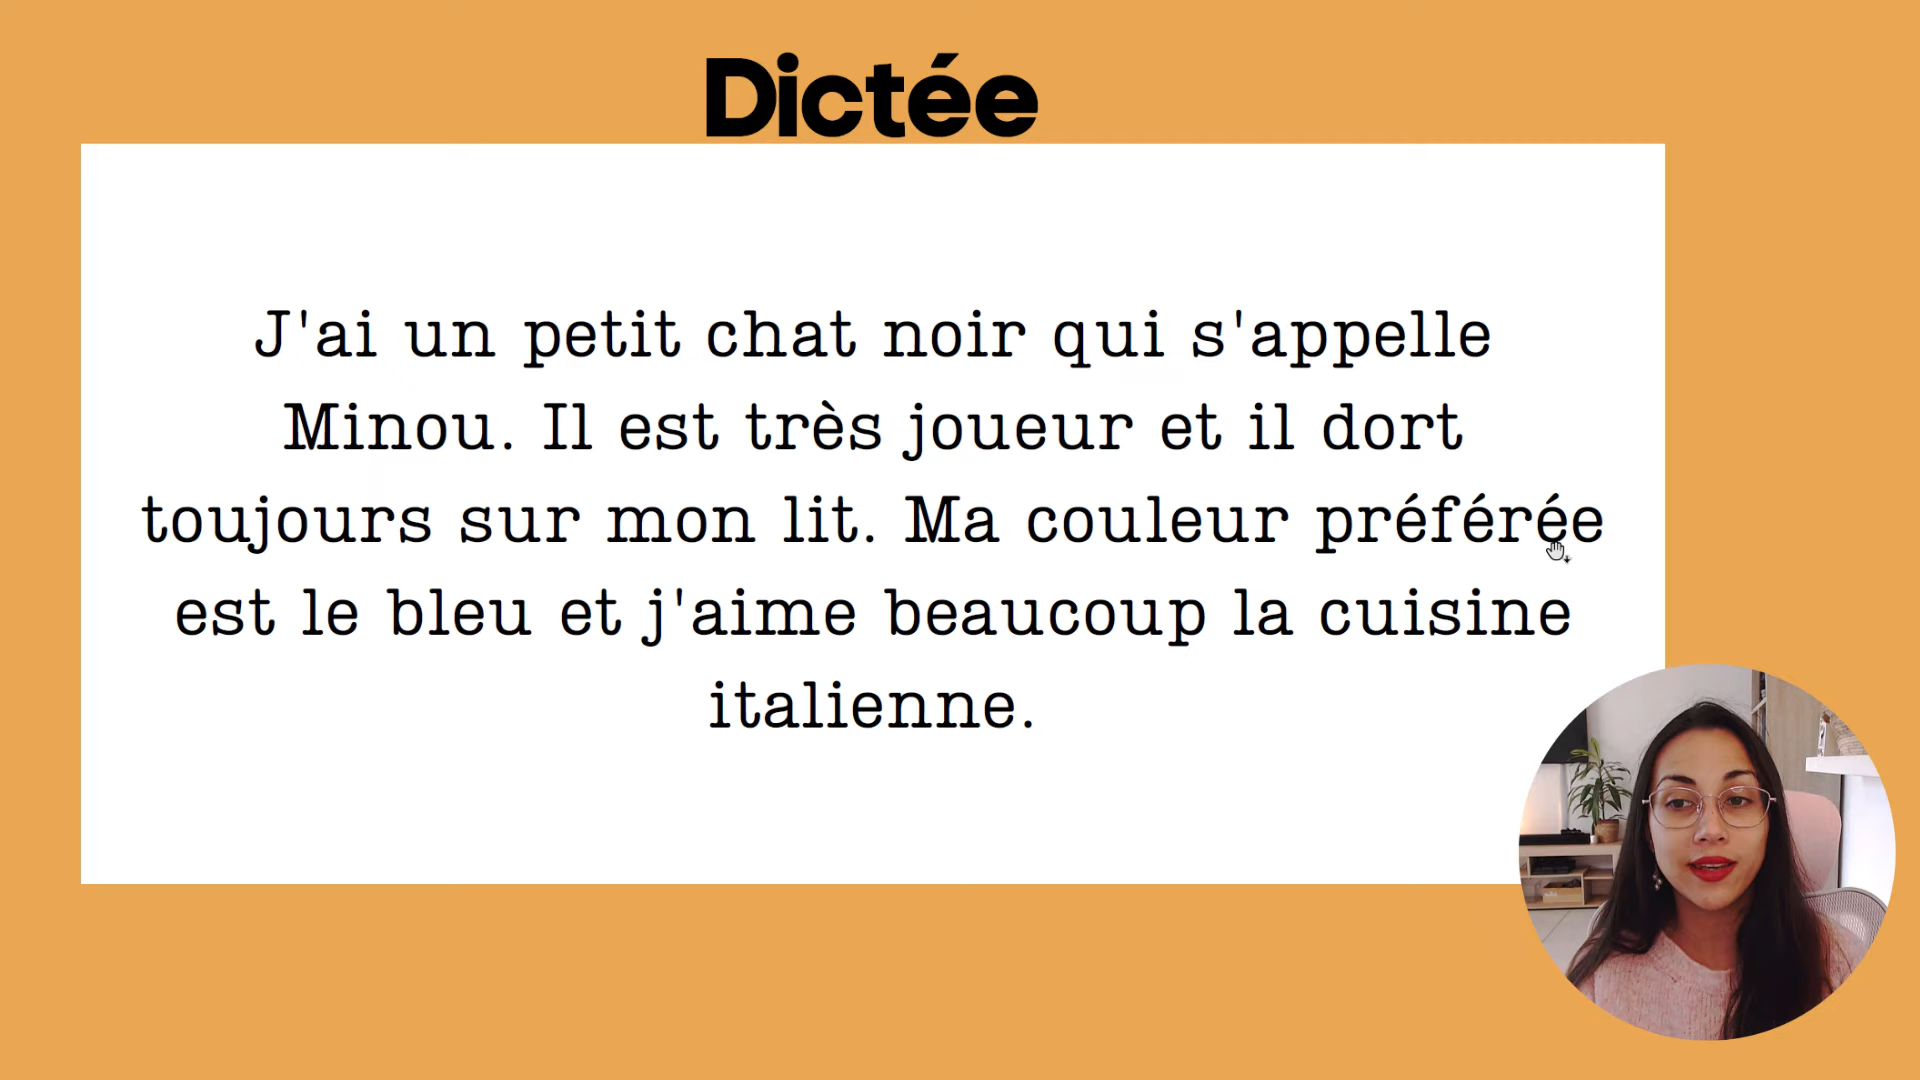 Dictée
J'ai un petit chat noir qui s'appelle
Minou. Il est très joueur et il dort
toujours sur mon lit. Ma couleur préférée
est le bleu et j'aime beaucoup la cuisine
italienne.